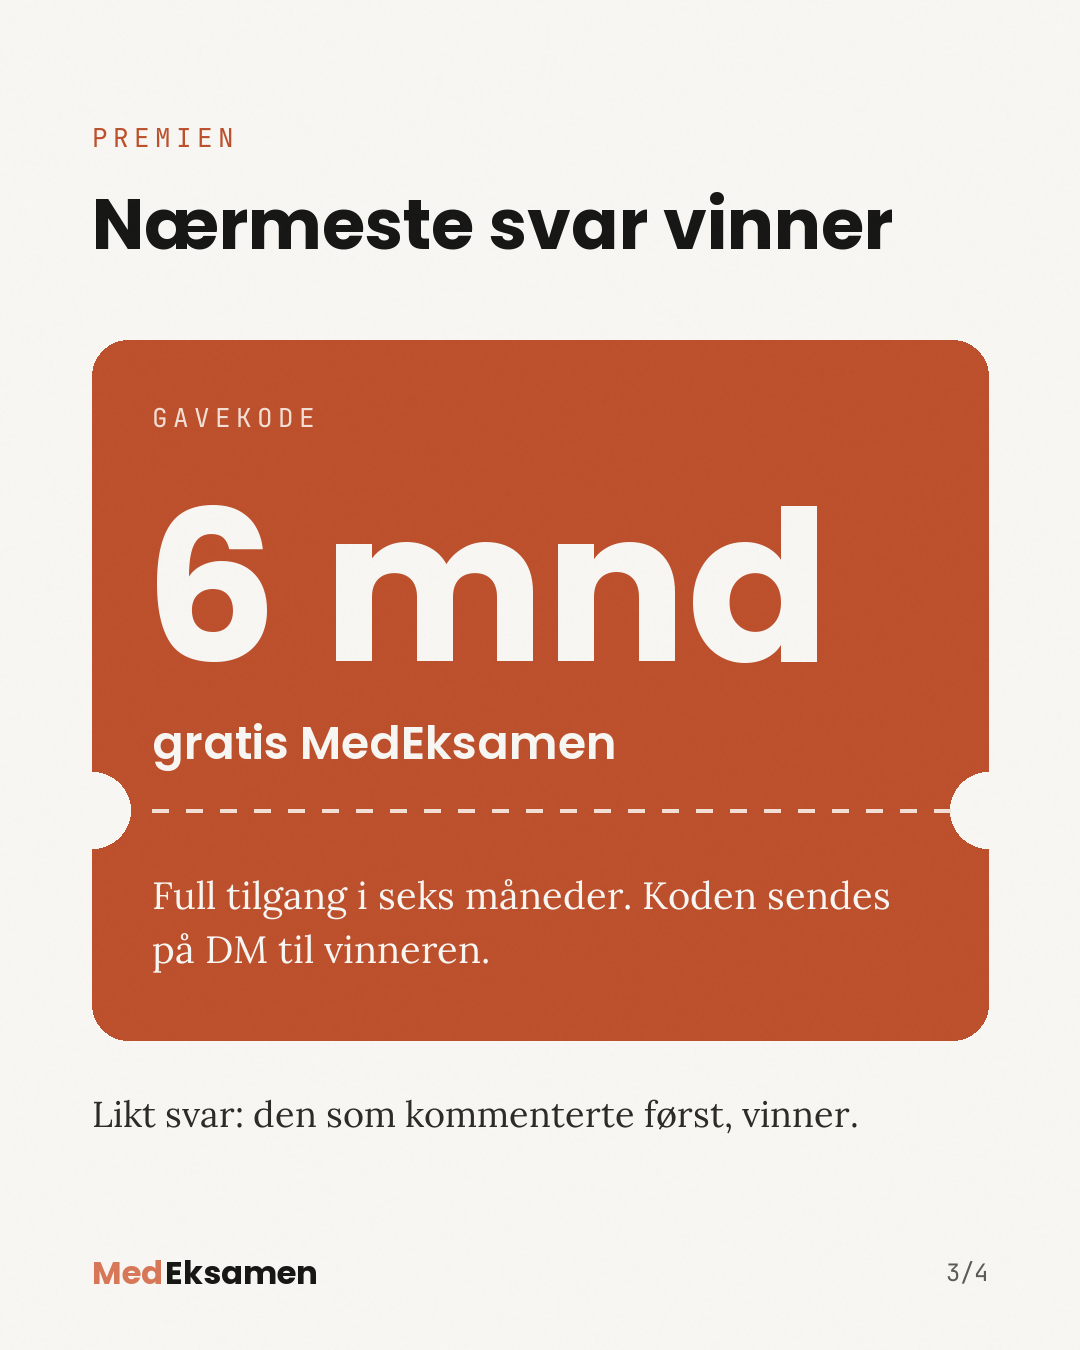 PREMIEN
Nærmeste svar vinner
GAVEKODE
6 mnd
gratis MedEksamen
Full tilgang i seks måneder. Koden sendes
på DM til vinneren.
Likt svar: den som kommenterte først, vinner.
MedEksamen
3/4